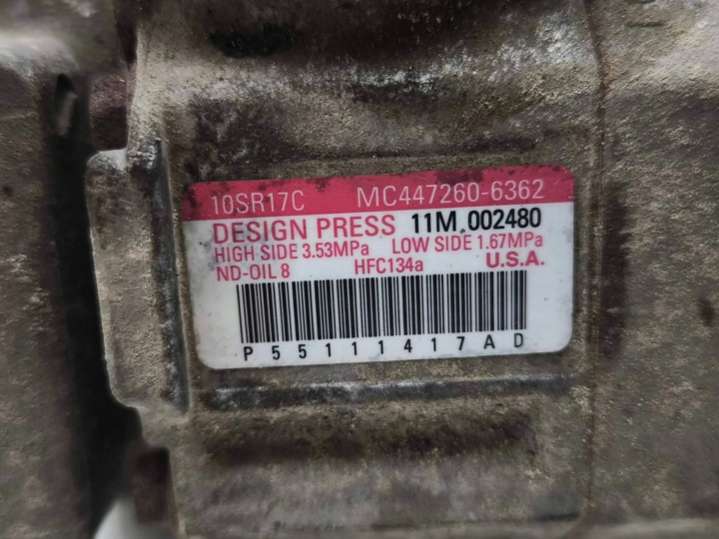 10SR17C MC447260-6362
DESIGN PRESS 11M 002480
HIGH SIDE 3.53MPa LOW SIDE 1.67MPa
ND-OIL 8 HFC134a U.S.A.
P55111417AD